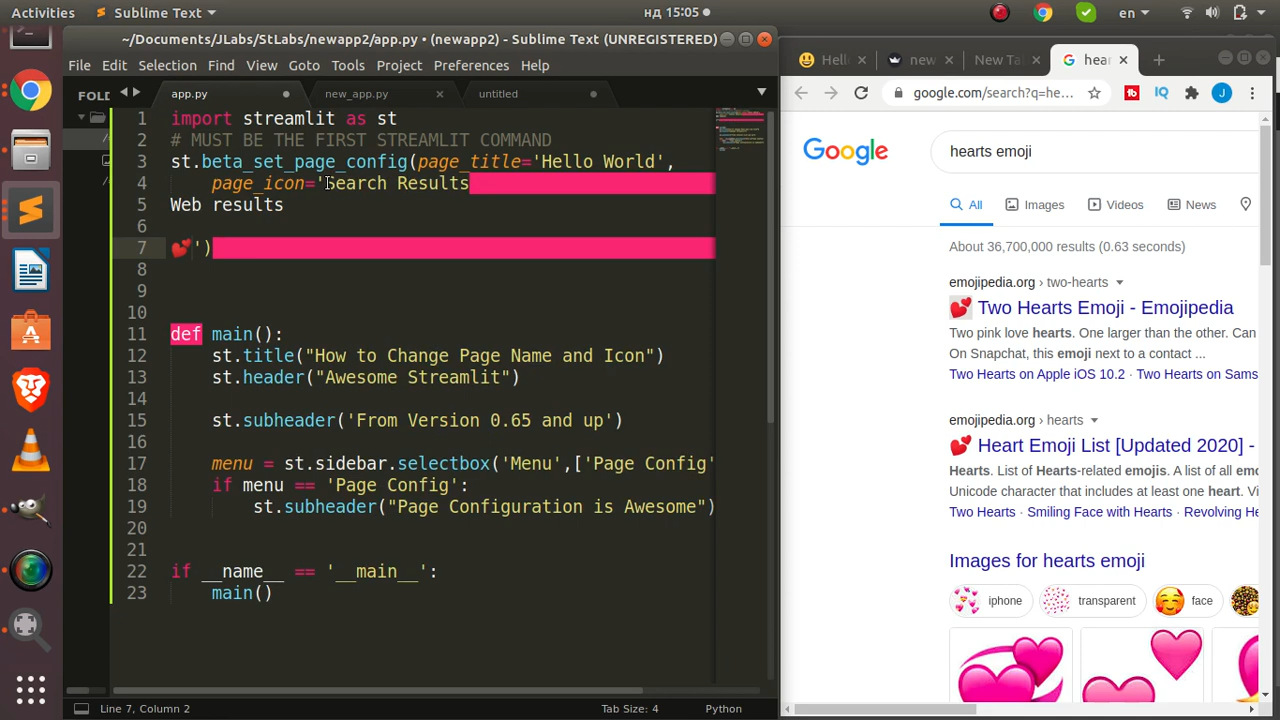 Activities
Sublime Text
нд 15:05
en
~/Documents/JLabs/StLabs/newapp2/app.py • (newapp2) - Sublime Text (UNREGISTERED)
File Edit Selection Find View Goto Tools Project Preferences Help
FOLD
app.py
new_app.py
untitled
1 import streamlit as st
2 # MUST BE THE FIRST STREAMLIT COMMAND
3 st.beta_set_page_config(page_title='Hello World',
4 page_icon='Search Results
5 Web results
6
7 💕')
8
9
10
11 def main():
12 st.title("How to Change Page Name and Icon")
13 st.header("Awesome Streamlit")
14
15 st.subheader('From Version 0.65 and up')
16
17 menu = st.sidebar.selectbox('Menu',['Page Config'
18 if menu == 'Page Config':
19 st.subheader("Page Configuration is Awesome")
20
21
22 if __name__ == '__main__':
23 main()
Line 7, Column 2
Tab Size: 4
Python
Hello
new
New Ta
hear
google.com/search?q=he...
IQ
J
Google
hearts emoji
All
Images
Videos
News
About 36,700,000 results (0.63 seconds)
emojipedia.org › two-hearts
💕 Two Hearts Emoji - Emojipedia
Two pink love hearts. One larger than the other. Can
On Snapchat, this emoji next to a contact ...
Two Hearts on Apple iOS 10.2 · Two Hearts on Sams
emojipedia.org › hearts
💕 Heart Emoji List [Updated 2020] -
Hearts. List of Hearts-related emojis. A list of all emo
Unicode character that includes at least one heart. Vi
Two Hearts · Smiling Face with Hearts · Revolving He
Images for hearts emoji
iphone
transparent
face